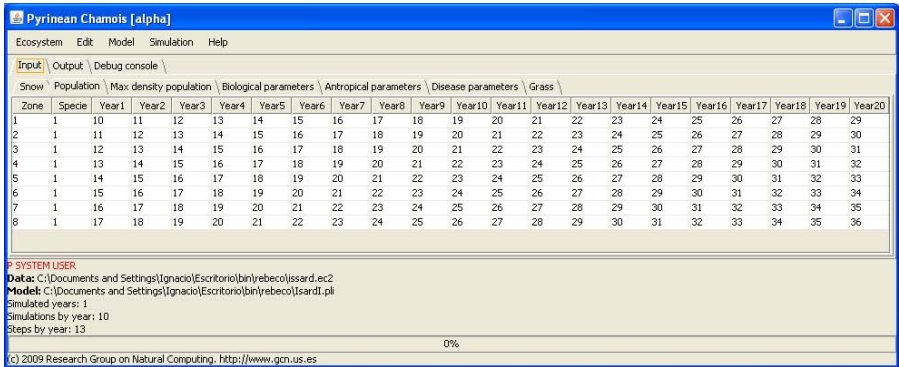 Pyrinean Chamois [alpha]
Ecosystem Edit Model Simulation Help
Input Output Debug console
Snow Population Max density population Biological parameters Antropical parameters Disease parameters Grass
Zone Specie Year1 Year2 Year3 Year4 Year5 Year6 Year7 Year8 Year9 Year10 Year11 Year12 Year13 Year14 Year15 Year16 Year17 Year18 Year19 Year20
1 1 10 11 12 13 14 15 16 17 18 19 20 21 22 23 24 25 26 27 28 29
2 1 11 12 13 14 15 16 17 18 19 20 21 22 23 24 25 26 27 28 29 30
3 1 12 13 14 15 16 17 18 19 20 21 22 23 24 25 26 27 28 29 30 31
4 1 13 14 15 16 17 18 19 20 21 22 23 24 25 26 27 28 29 30 31 32
5 1 14 15 16 17 18 19 20 21 22 23 24 25 26 27 28 29 30 31 32 33
6 1 15 16 17 18 19 20 21 22 23 24 25 26 27 28 29 30 31 32 33 34
7 1 16 17 18 19 20 21 22 23 24 25 26 27 28 29 30 31 32 33 34 35
8 1 17 18 19 20 21 22 23 24 25 26 27 28 29 30 31 32 33 34 35 36
P SYSTEM USER
Data: C:\Documents and Settings\Ignacio\Escritorio\bin\rebeco\issard.ec2
Model: C:\Documents and Settings\Ignacio\Escritorio\bin\rebeco\IsardI.pli
Simulated years: 1
Simulations by year: 10
Steps by year: 13
0%
(c) 2009 Research Group on Natural Computing. http://www.gcn.us.es